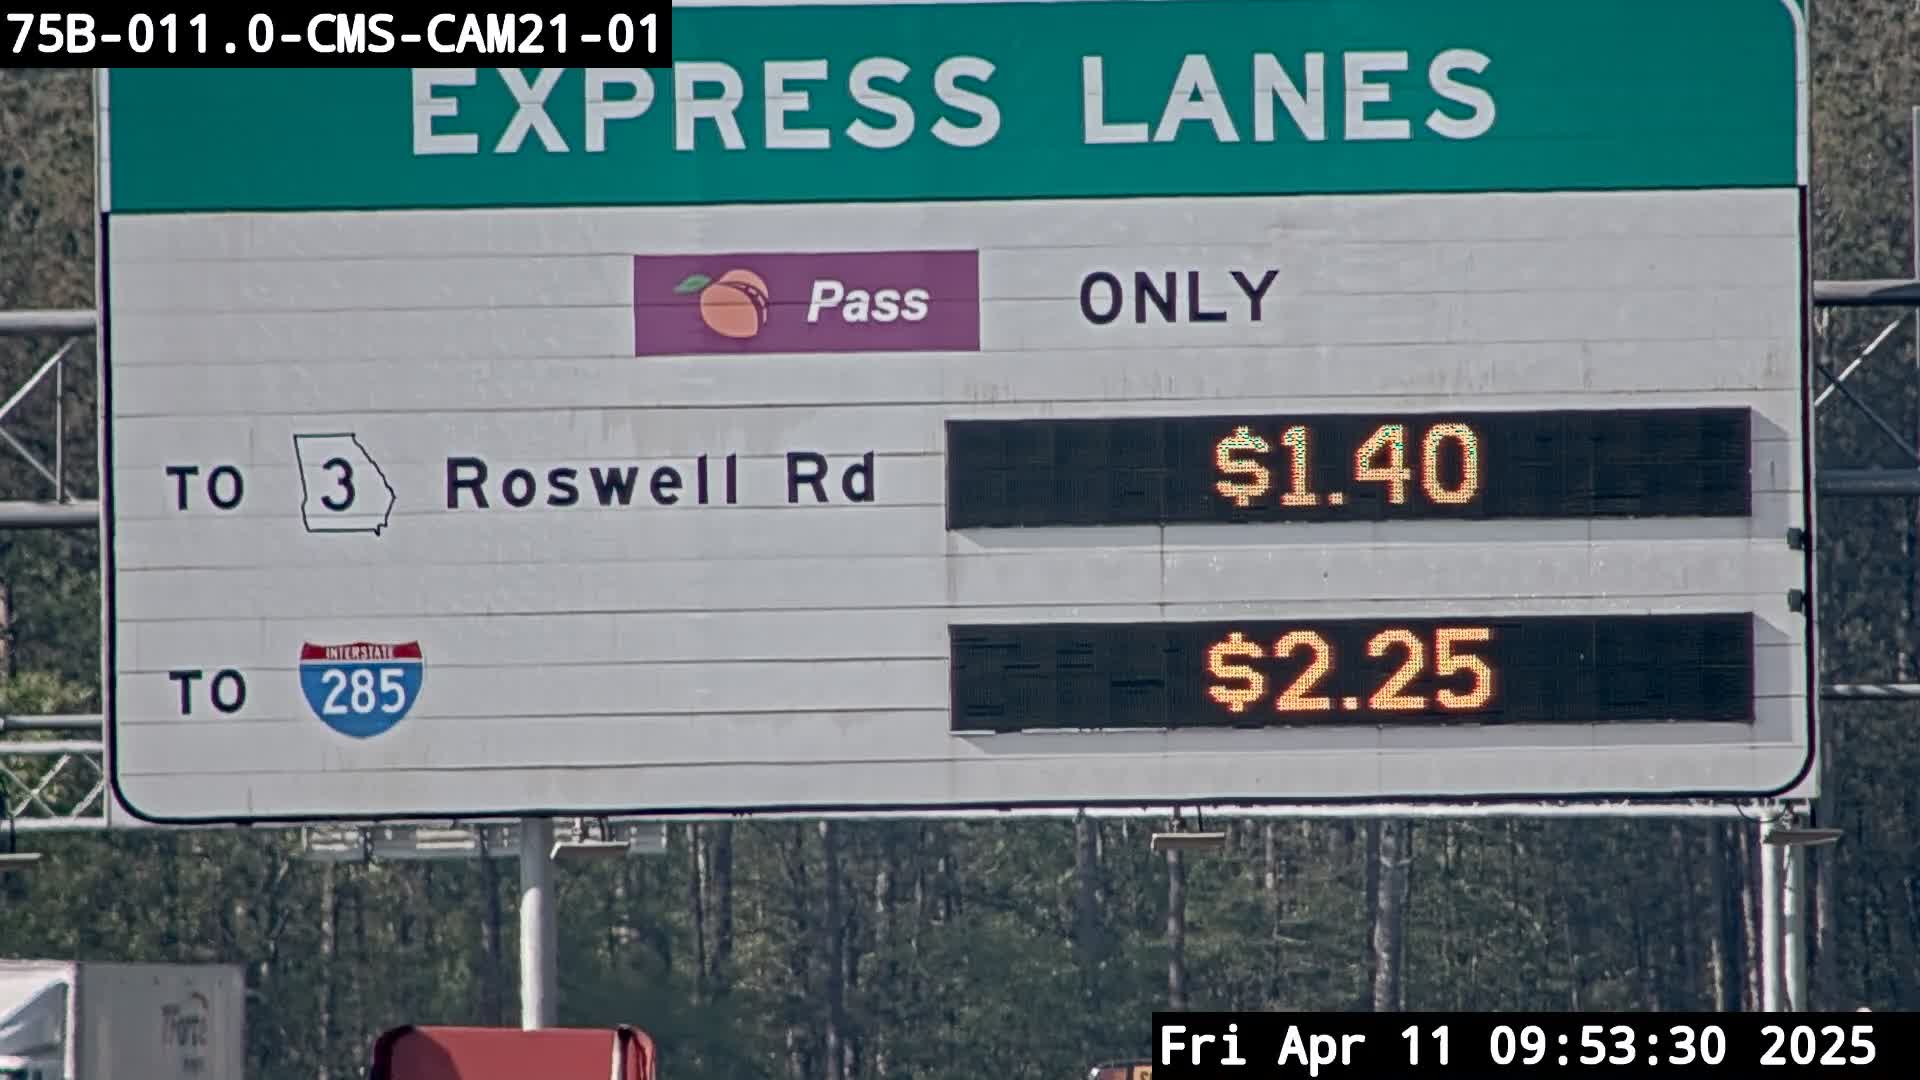 75B-011.0-CMS-CAM21-01
EXPRESS LANES
Pass ONLY
TO 3 Roswell Rd $1.40
TO INTERSTATE 285 $2.25
Fri Apr 11 09:53:30 2025